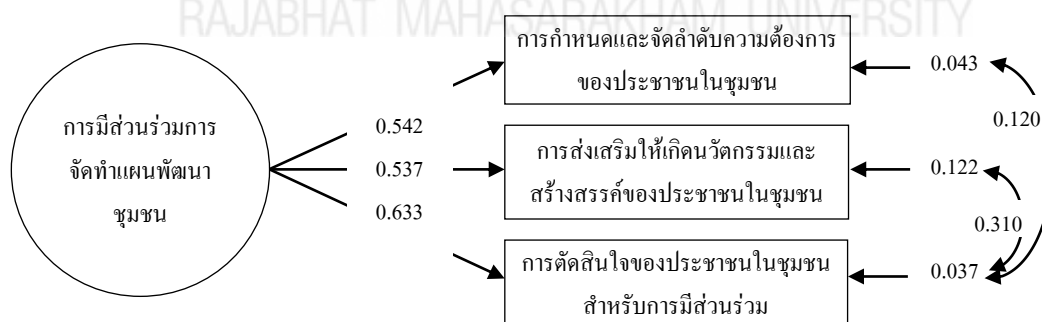 RAJABHAT MAHASARAKHAM UNIVERSITY
การกำหนดและจัดลำดับความต้องการ
ของประชาชนในชุมชน
0.043
0.120
การมีส่วนร่วมการ
จัดทำแผนพัฒนา
ชุมชน
0.542
0.537
0.633
การส่งเสริมให้เกิดนวัตกรรมและ
สร้างสรรค์ของประชาชนในชุมชน
0.122
0.310
การตัดสินใจของประชาชนในชุมชน
สำหรับการมีส่วนร่วม
0.037